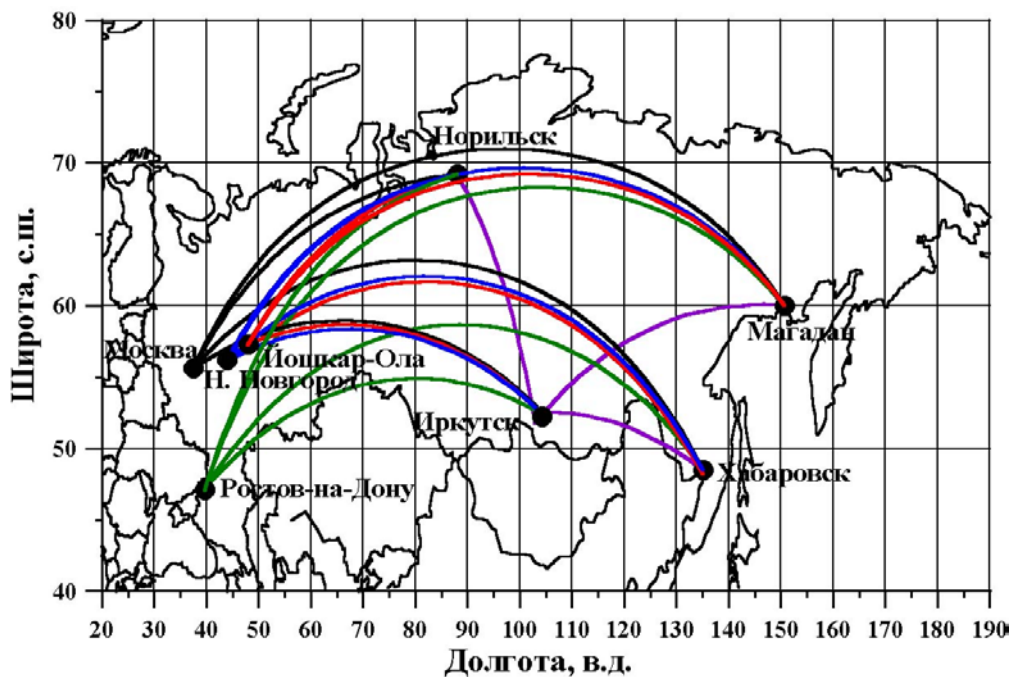 80
Норильск
70
Широта, с.ш.
60
Магадан
Москва
Йошкар-Ола
Н. Новгород
Иркутск
50
Хабаровск
Ростов-на-Дону
40
20 30 40 50 60 70 80 90 100 110 120 130 140 150 160 170 180 190
Долгота, в.д.